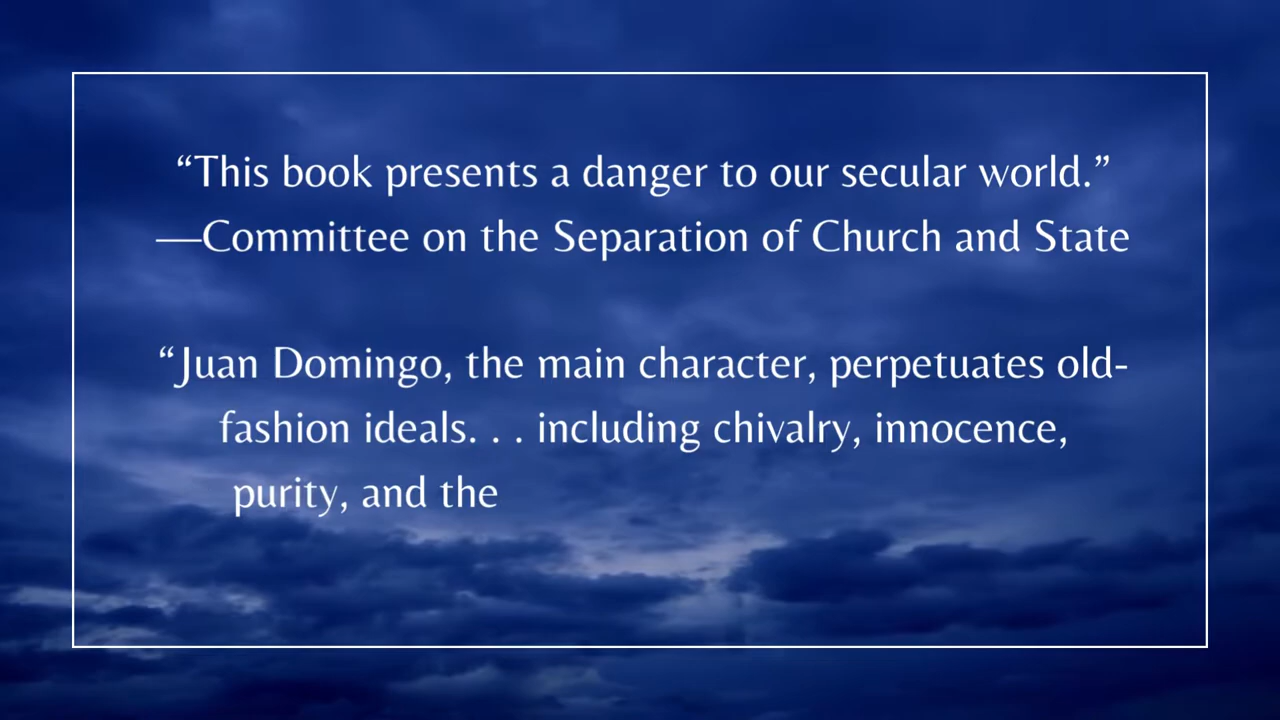 “This book presents a danger to our secular world.”
—Committee on the Separation of Church and State
“Juan Domingo, the main character, perpetuates old-
fashion ideals. . . including chivalry, innocence,
purity, and the